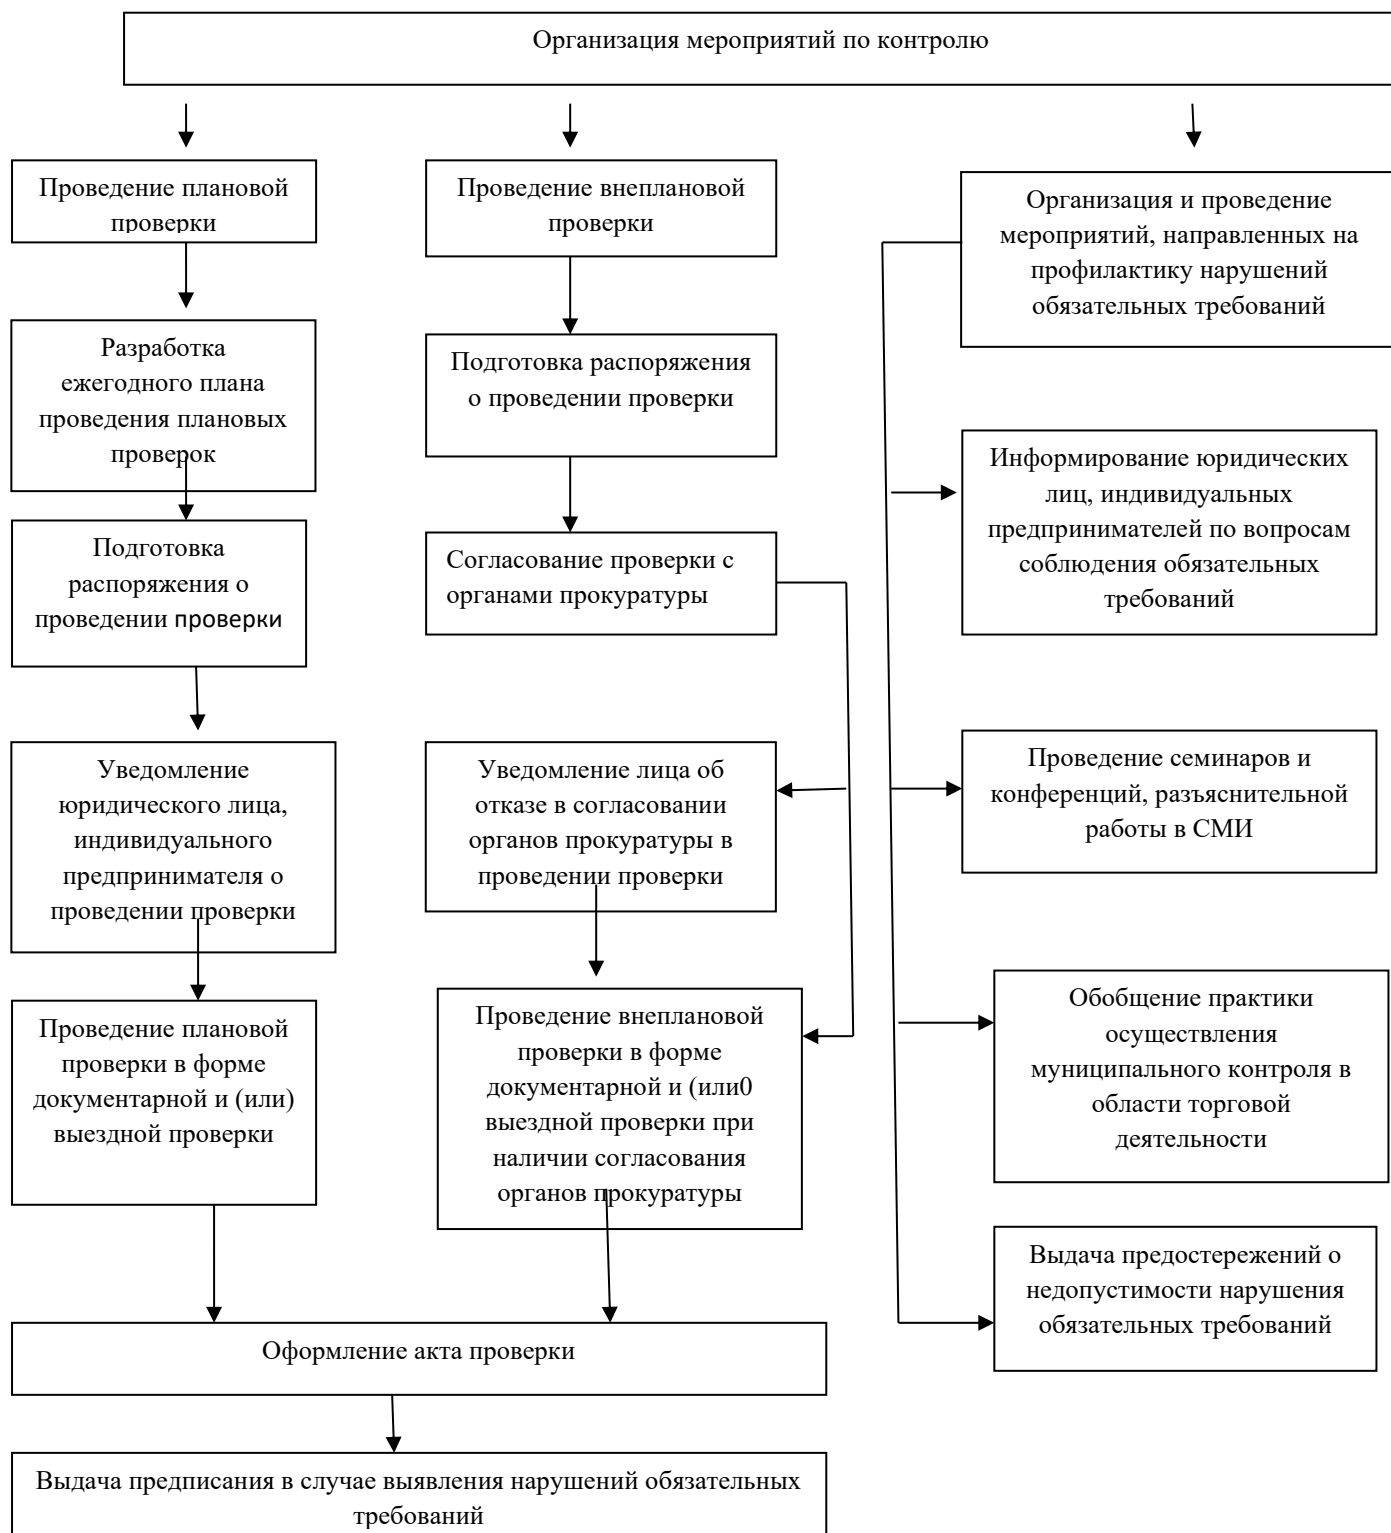 Организация мероприятий по контролю
Проведение плановой
проверки
Разработка
ежегодного плана
проведения плановых
проверок
Подготовка
распоряжения о
проведении проверки
Уведомление
юридического лица,
индивидуального
предпринимателя о
проведении проверки
Проведение плановой
проверки в форме
документарной и (или)
выездной проверки
Проведение внеплановой
проверки
Подготовка распоряжения
о проведении проверки
Согласование проверки с
органами прокуратуры
Уведомление лица об
отказе в согласовании
органов прокуратуры в
проведении проверки
Проведение внеплановой
проверки в форме
документарной и (или0
выездной проверки при
наличии согласования
органов прокуратуры
Организация и проведение
мероприятий, направленных на
профилактику нарушений
обязательных требований
Информирование юридических
лиц, индивидуальных
предпринимателей по вопросам
соблюдения обязательных
требований
Проведение семинаров и
конференций, разъяснительной
работы в СМИ
Обобщение практики
осуществления
муниципального контроля в
области торговой
деятельности
Выдача предостережений о
недопустимости нарушения
обязательных требований
Оформление акта проверки
Выдача предписания в случае выявления нарушений обязательных
требований